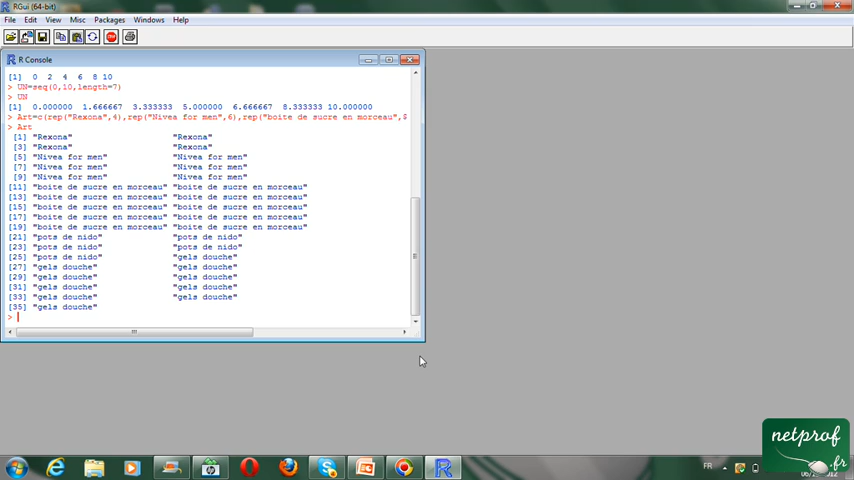 RGui (64-bit)
File Edit View Misc Packages Windows Help
R Console
[1] 0 2 4 6 8 10
> UN=seq(0,10,length=7)
> UN
[1] 0.000000 1.666667 3.333333 5.000000 6.666667 8.333333 10.000000
> Art=c(rep("Rexona",4),rep("Nivea for men",6),rep("boite de sucre en morceau",$
> Art
[1] "Rexona" "Rexona"
[3] "Rexona" "Rexona"
[5] "Nivea for men" "Nivea for men"
[7] "Nivea for men" "Nivea for men"
[9] "Nivea for men" "Nivea for men"
[11] "boite de sucre en morceau" "boite de sucre en morceau"
[13] "boite de sucre en morceau" "boite de sucre en morceau"
[15] "boite de sucre en morceau" "boite de sucre en morceau"
[17] "boite de sucre en morceau" "boite de sucre en morceau"
[19] "boite de sucre en morceau" "boite de sucre en morceau"
[21] "pots de nido" "pots de nido"
[23] "pots de nido" "pots de nido"
[25] "pots de nido" "gels douche"
[27] "gels douche" "gels douche"
[29] "gels douche" "gels douche"
[31] "gels douche" "gels douche"
[33] "gels douche" "gels douche"
[35] "gels douche"
>
netprof
.fr
FR